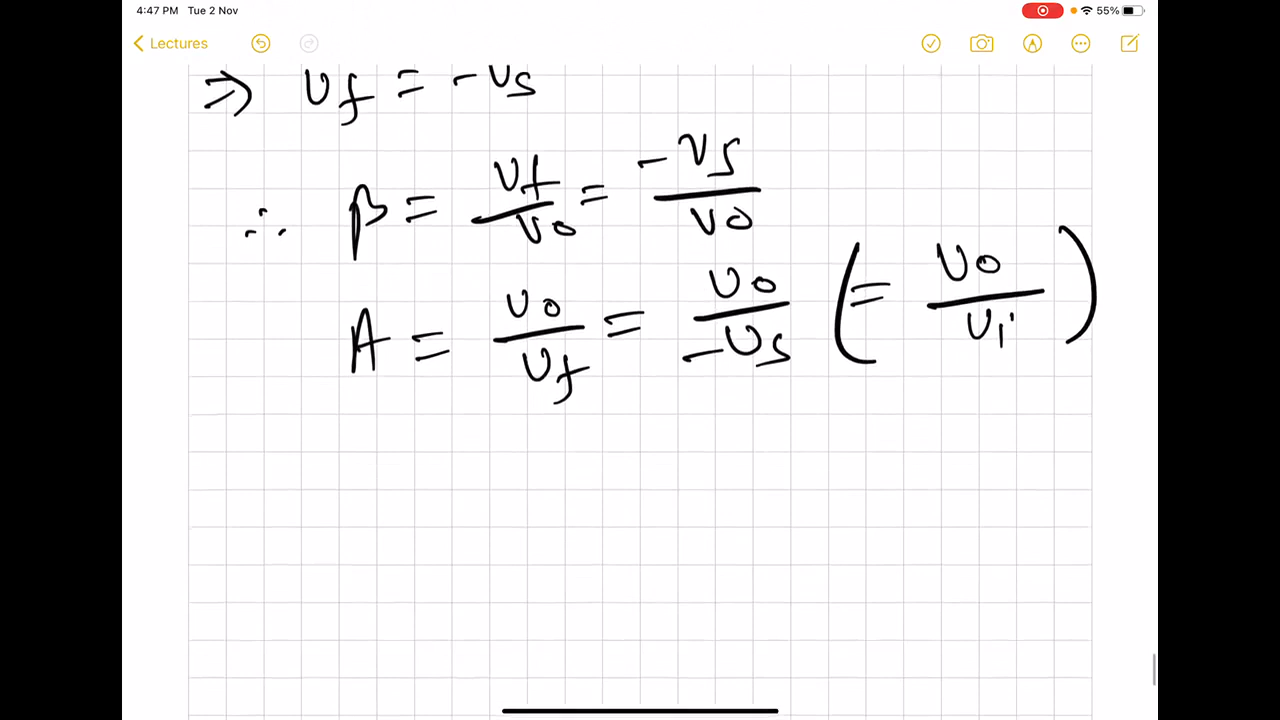 4:47 PM Tue 2 Nov 55%
Lectures
⇒ vf = -vs
∴ β = vf/vo = -vs/vo
A = vo/vf = vo/-vs (= vo/vi)